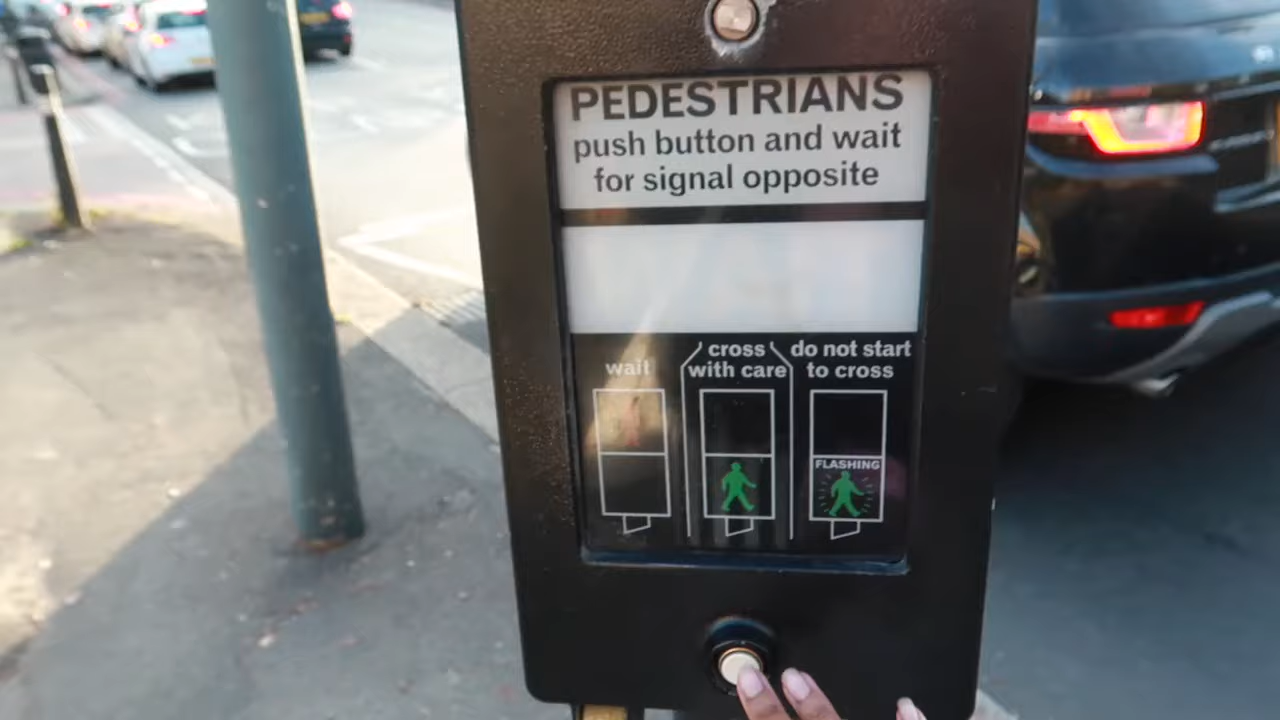 PEDESTRIANS
push button and wait
for signal opposite
wait
cross
with care
do not start
to cross
FLASHING